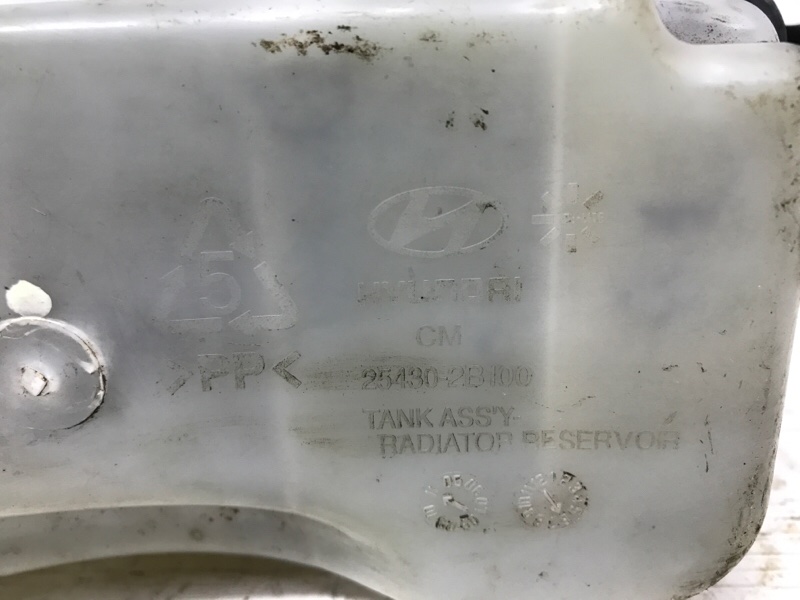 5
HYUNDAI
CM
>PP<
25430-2B100
TANK ASS'Y-
RADIATOR RESERVOIR